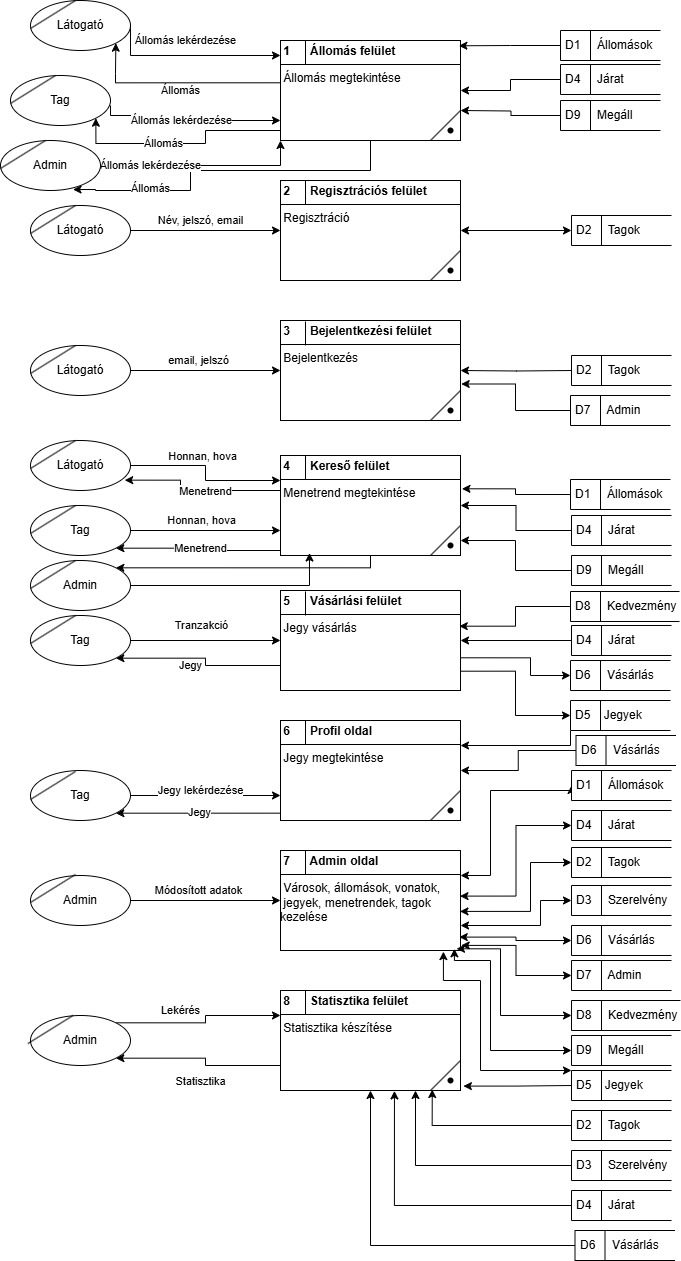 Látogató
Állomás lekérdezése
1 Állomás felület
D1 Állomások
Állomás megtekintése
D4 Járat
Állomás
Tag
Állomás lekérdezése
D9 Megáll
Állomás
Admin
Állomás lekérdezése
Állomás
2 Regisztrációs felület
Látogató
Név, jelszó, email
Regisztráció
D2 Tagok
3 Bejelentkezési felület
Látogató
email, jelszó
Bejelentkezés
D2 Tagok
D7 Admin
Látogató
Honnan, hova
4 Kereső felület
Menetrend
Menetrend megtekintése
D1 Állomások
Tag
Honnan, hova
D4 Járat
Menetrend
D9 Megáll
Admin
5 Vásárlási felület
D8 Kedvezmény
Tag
Tranzakció
Jegy vásárlás
D4 Járat
Jegy
D6 Vásárlás
D5 Jegyek
6 Profil oldal
D6 Vásárlás
Jegy megtekintése
D1 Állomások
Tag
Jegy lekérdezése
Jegy
D4 Járat
7 Admin oldal
D2 Tagok
Admin
Módosított adatok
Városok, állomások, vonatok,
jegyek, menetrendek, tagok
kezelése
D3 Szerelvény
D6 Vásárlás
D7 Admin
8 Statisztika felület
Lekérés
D8 Kedvezmény
Admin
Statisztika készítése
D9 Megáll
Statisztika
D5 Jegyek
D2 Tagok
D3 Szerelvény
D4 Járat
D6 Vásárlás